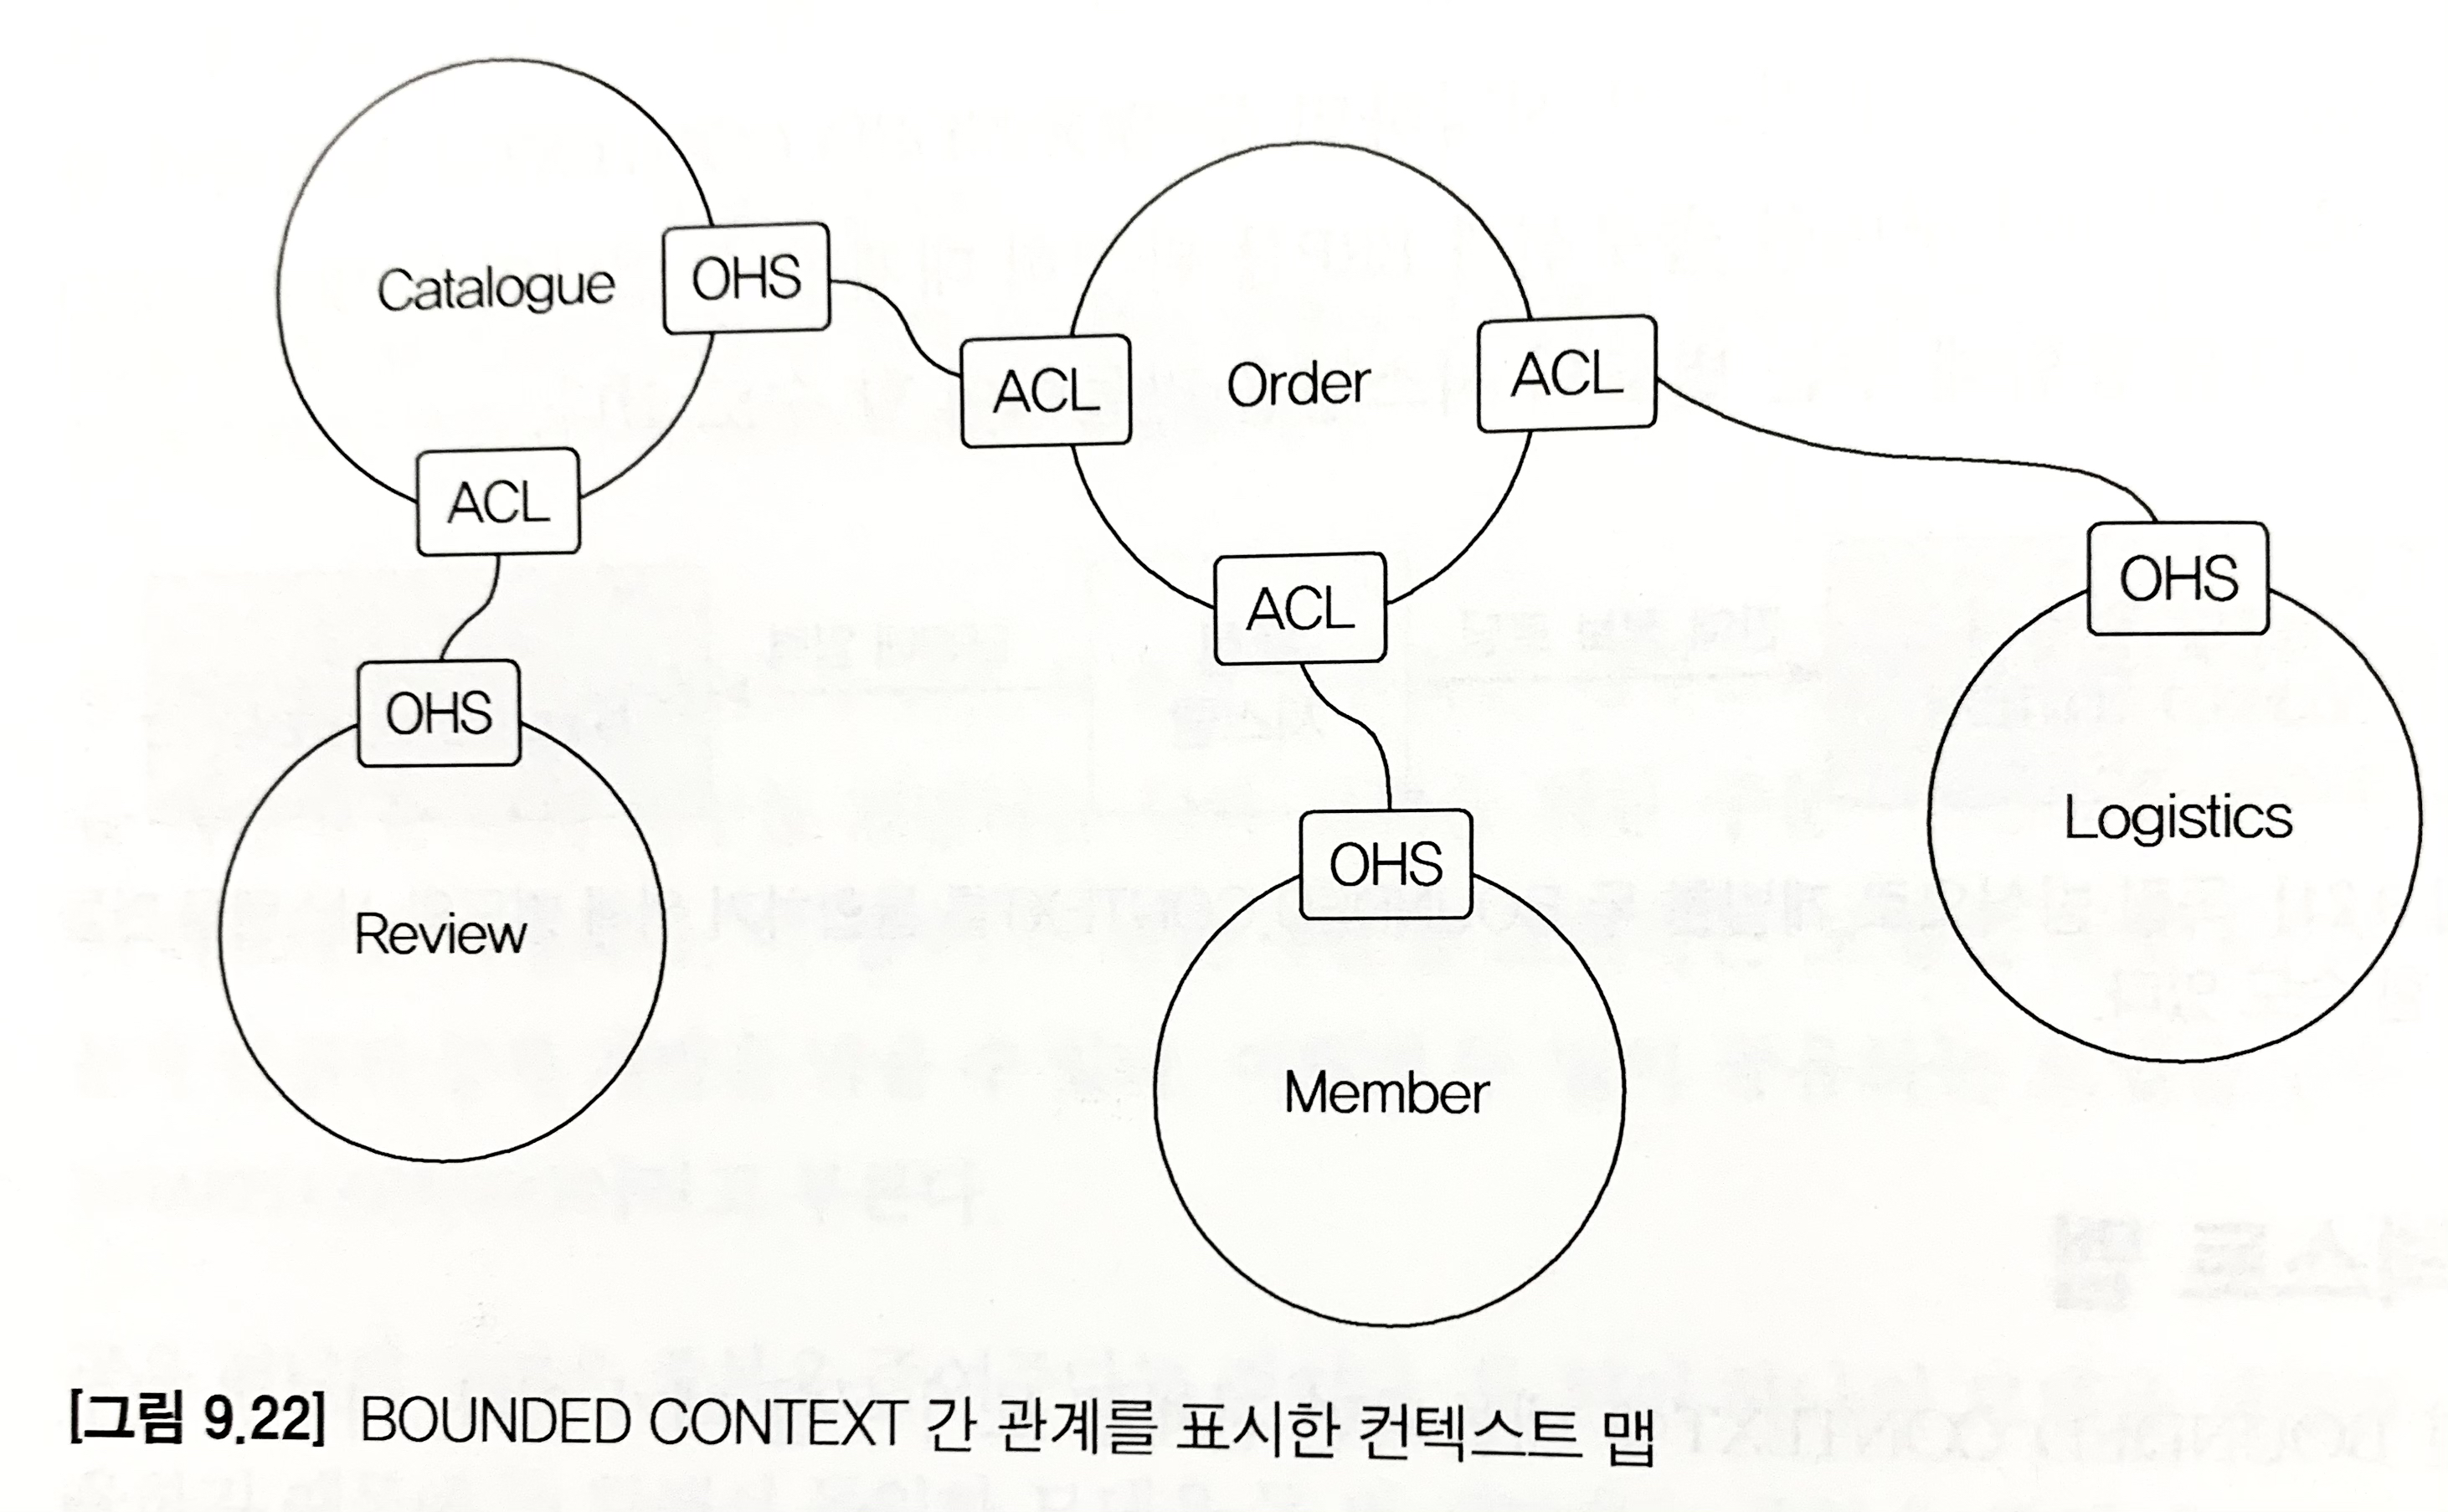 Catalogue
OHS
ACL
OHS
Review
ACL
Order
ACL
ACL
OHS
Member
OHS
Logistics
[그림 9.22] BOUNDED CONTEXT 간 관계를 표시한 컨텍스트 맵